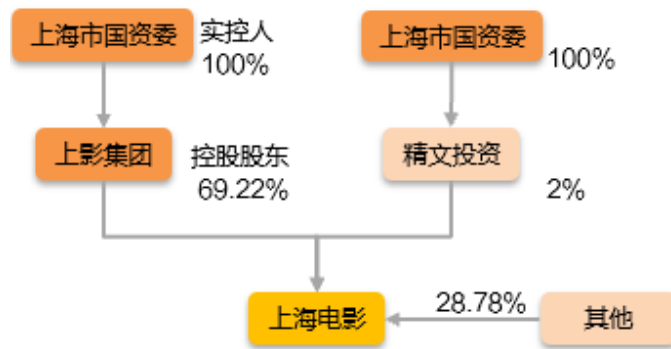 上海市国资委
实控人
100%
上海市国资委
100%
上影集团
控股股东
69.22%
精文投资
2%
上海电影
28.78%
其他